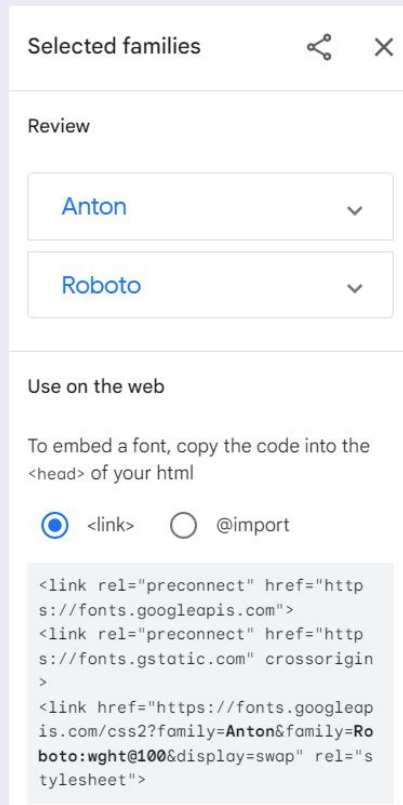 Selected families
Review
Anton
Roboto
Use on the web
To embed a font, copy the code into the
<head> of your html
<link>
@import
<link rel="preconnect" href="http
s://fonts.googleapis.com">
<link rel="preconnect" href="http
s://fonts.gstatic.com" crossorigin
>
<link href="https://fonts.googleap
is.com/css2?family=Anton&family=Ro
boto:wght@100&display=swap" rel="s
tylesheet">